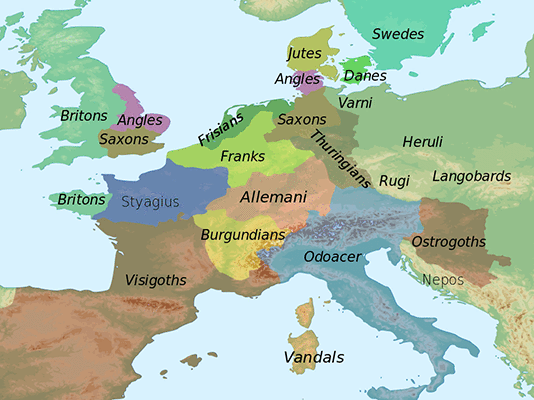 Swedes
Jutes
Angles
Danes
Varni
Britons
Angles
Saxons
Frisians
Saxons
Heruli
Franks
Thuringians
Rugi
Langobards
Britons
Styagius
Allemani
Burgundians
Odoacer
Ostrogoths
Visigoths
Nepos
Vandals